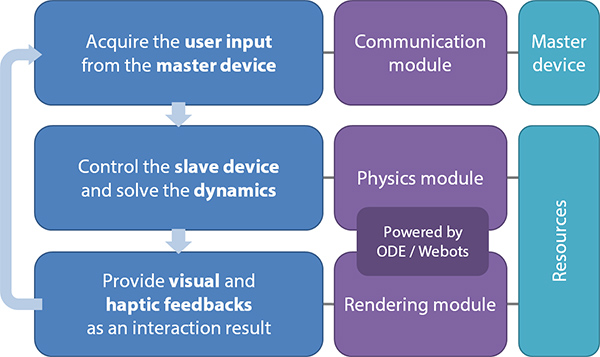 Acquire the user input
from the master device
Communication
module
Master
device
Control the slave device
and solve the dynamics
Physics module
Powered by
ODE / Webots
Resources
Provide visual and
haptic feedbacks
as an interaction result
Rendering module